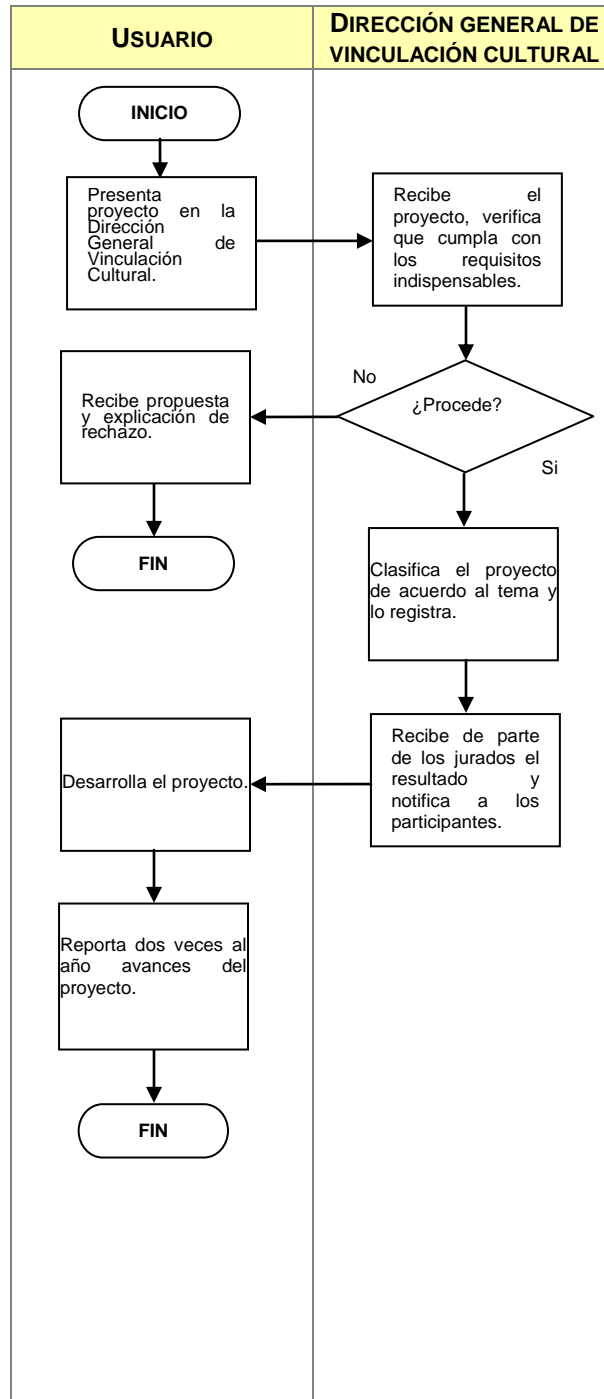 USUARIO
DIRECCIÓN GENERAL DE
VINCULACIÓN CULTURAL
INICIO
Presenta
proyecto en la
Dirección
General de
Vinculación
Cultural.
Recibe el
proyecto, verifica
que cumpla con
los requisitos
indispensables.
No
¿Procede?
Si
Recibe propuesta
y explicación de
rechazo.
FIN
Clasifica el proyecto
de acuerdo al tema y
lo registra.
Recibe de parte
de los jurados el
resultado y
notifica a los
participantes.
Desarrolla el proyecto.
Reporta dos veces al
año avances del
proyecto.
FIN